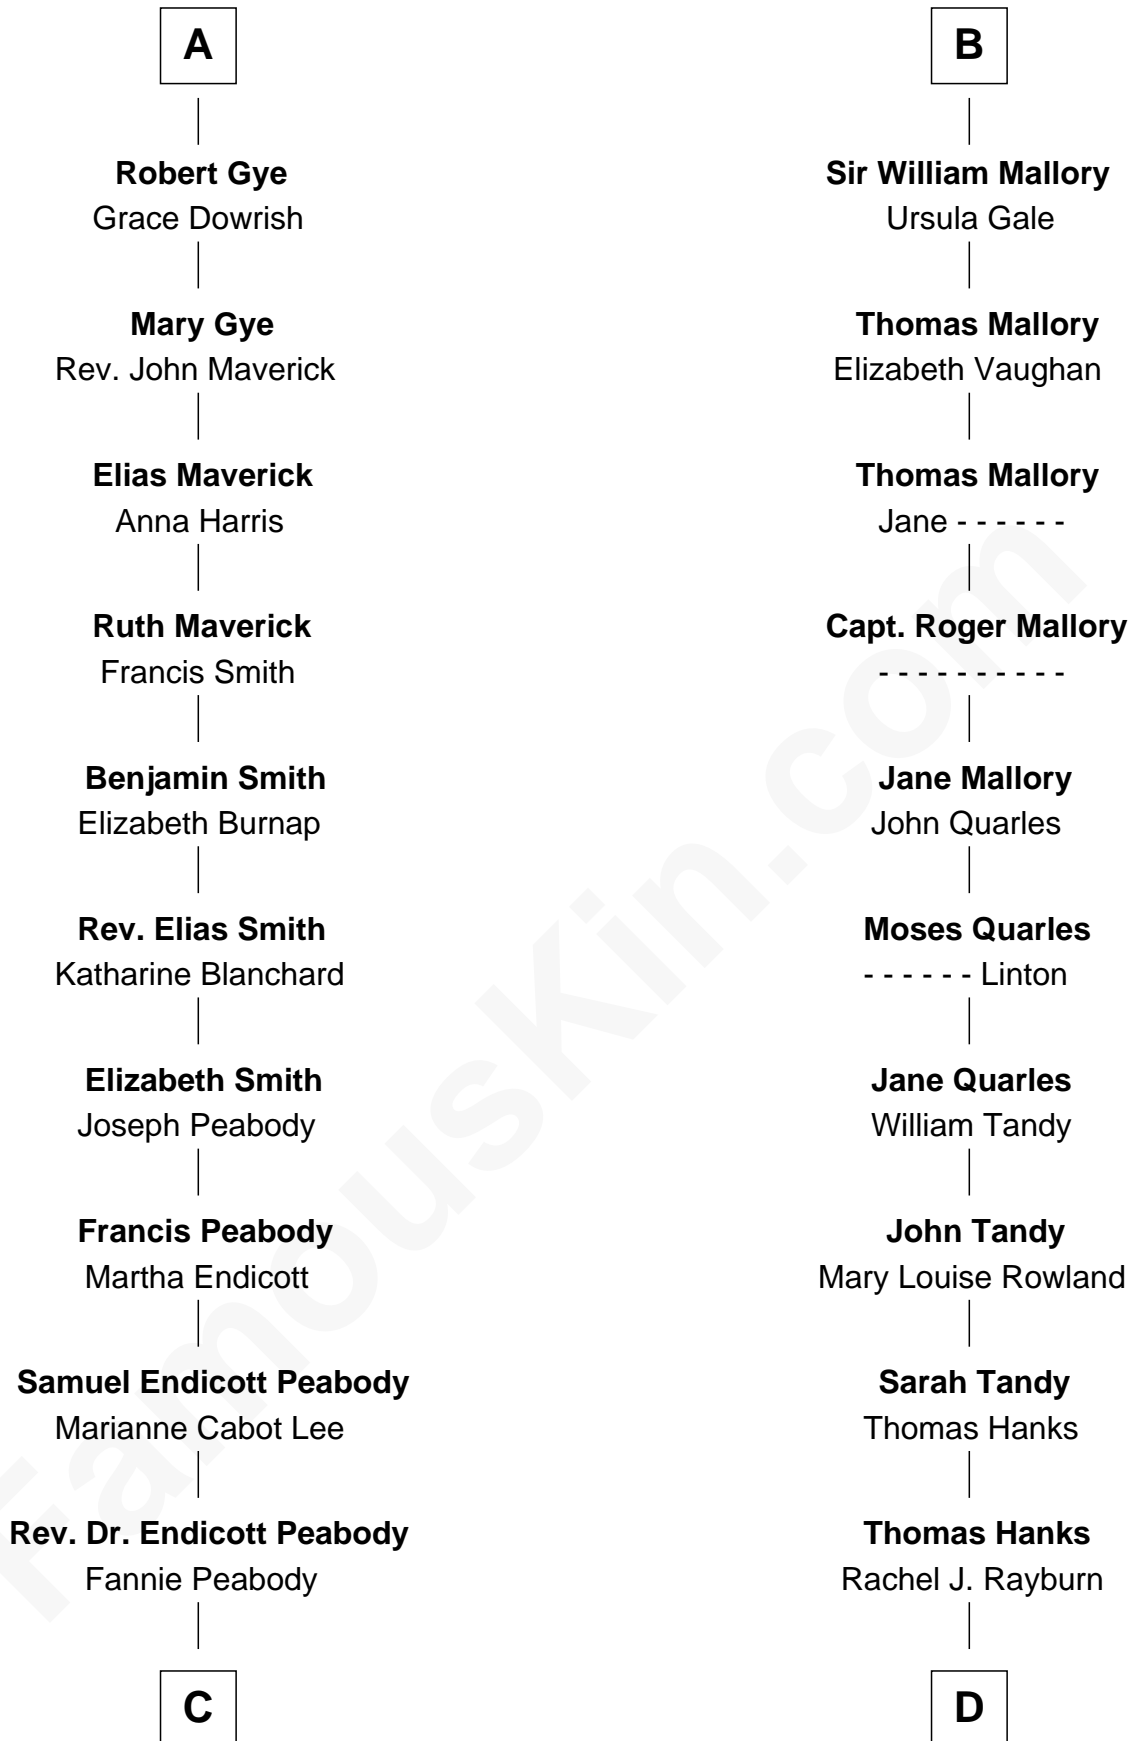 A
Robert Gye
Grace Dowrish
Mary Gye
Rev. John Maverick
Elias Maverick
Anna Harris
Ruth Maverick
Francis Smith
Benjamin Smith
Elizabeth Burnap
Rev. Elias Smith
Katharine Blanchard
Elizabeth Smith
Joseph Peabody
Francis Peabody
Martha Endicott
Samuel Endicott Peabody
Marianne Cabot Lee
Rev. Dr. Endicott Peabody
Fannie Peabody
C
B
Sir William Mallory
Ursula Gale
Thomas Mallory
Elizabeth Vaughan
Thomas Mallory
Jane - - - - - -
Capt. Roger Mallory
- - - - - - - - - -
Jane Mallory
John Quarles
Moses Quarles
- - - - - - Linton
Jane Quarles
William Tandy
John Tandy
Mary Louise Rowland
Sarah Tandy
Thomas Hanks
Thomas Hanks
Rachel J. Rayburn
D
FamousKin.com